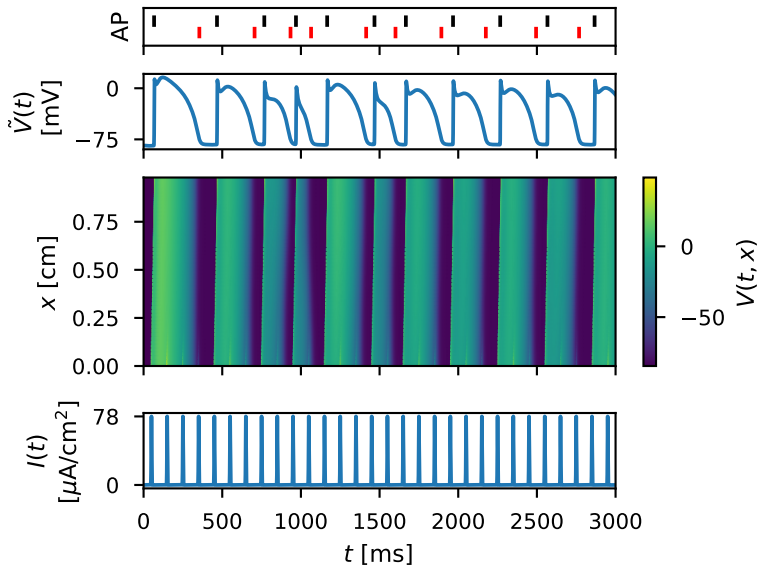 AP
Ṽ(t)
[mV]
0
−75
x [cm]
0.75
0.50
0.25
0.00
0
−50
V(t, x)
I(t)
[μA/cm²]
78
0
0 500 1000 1500 2000 2500 3000
t [ms]